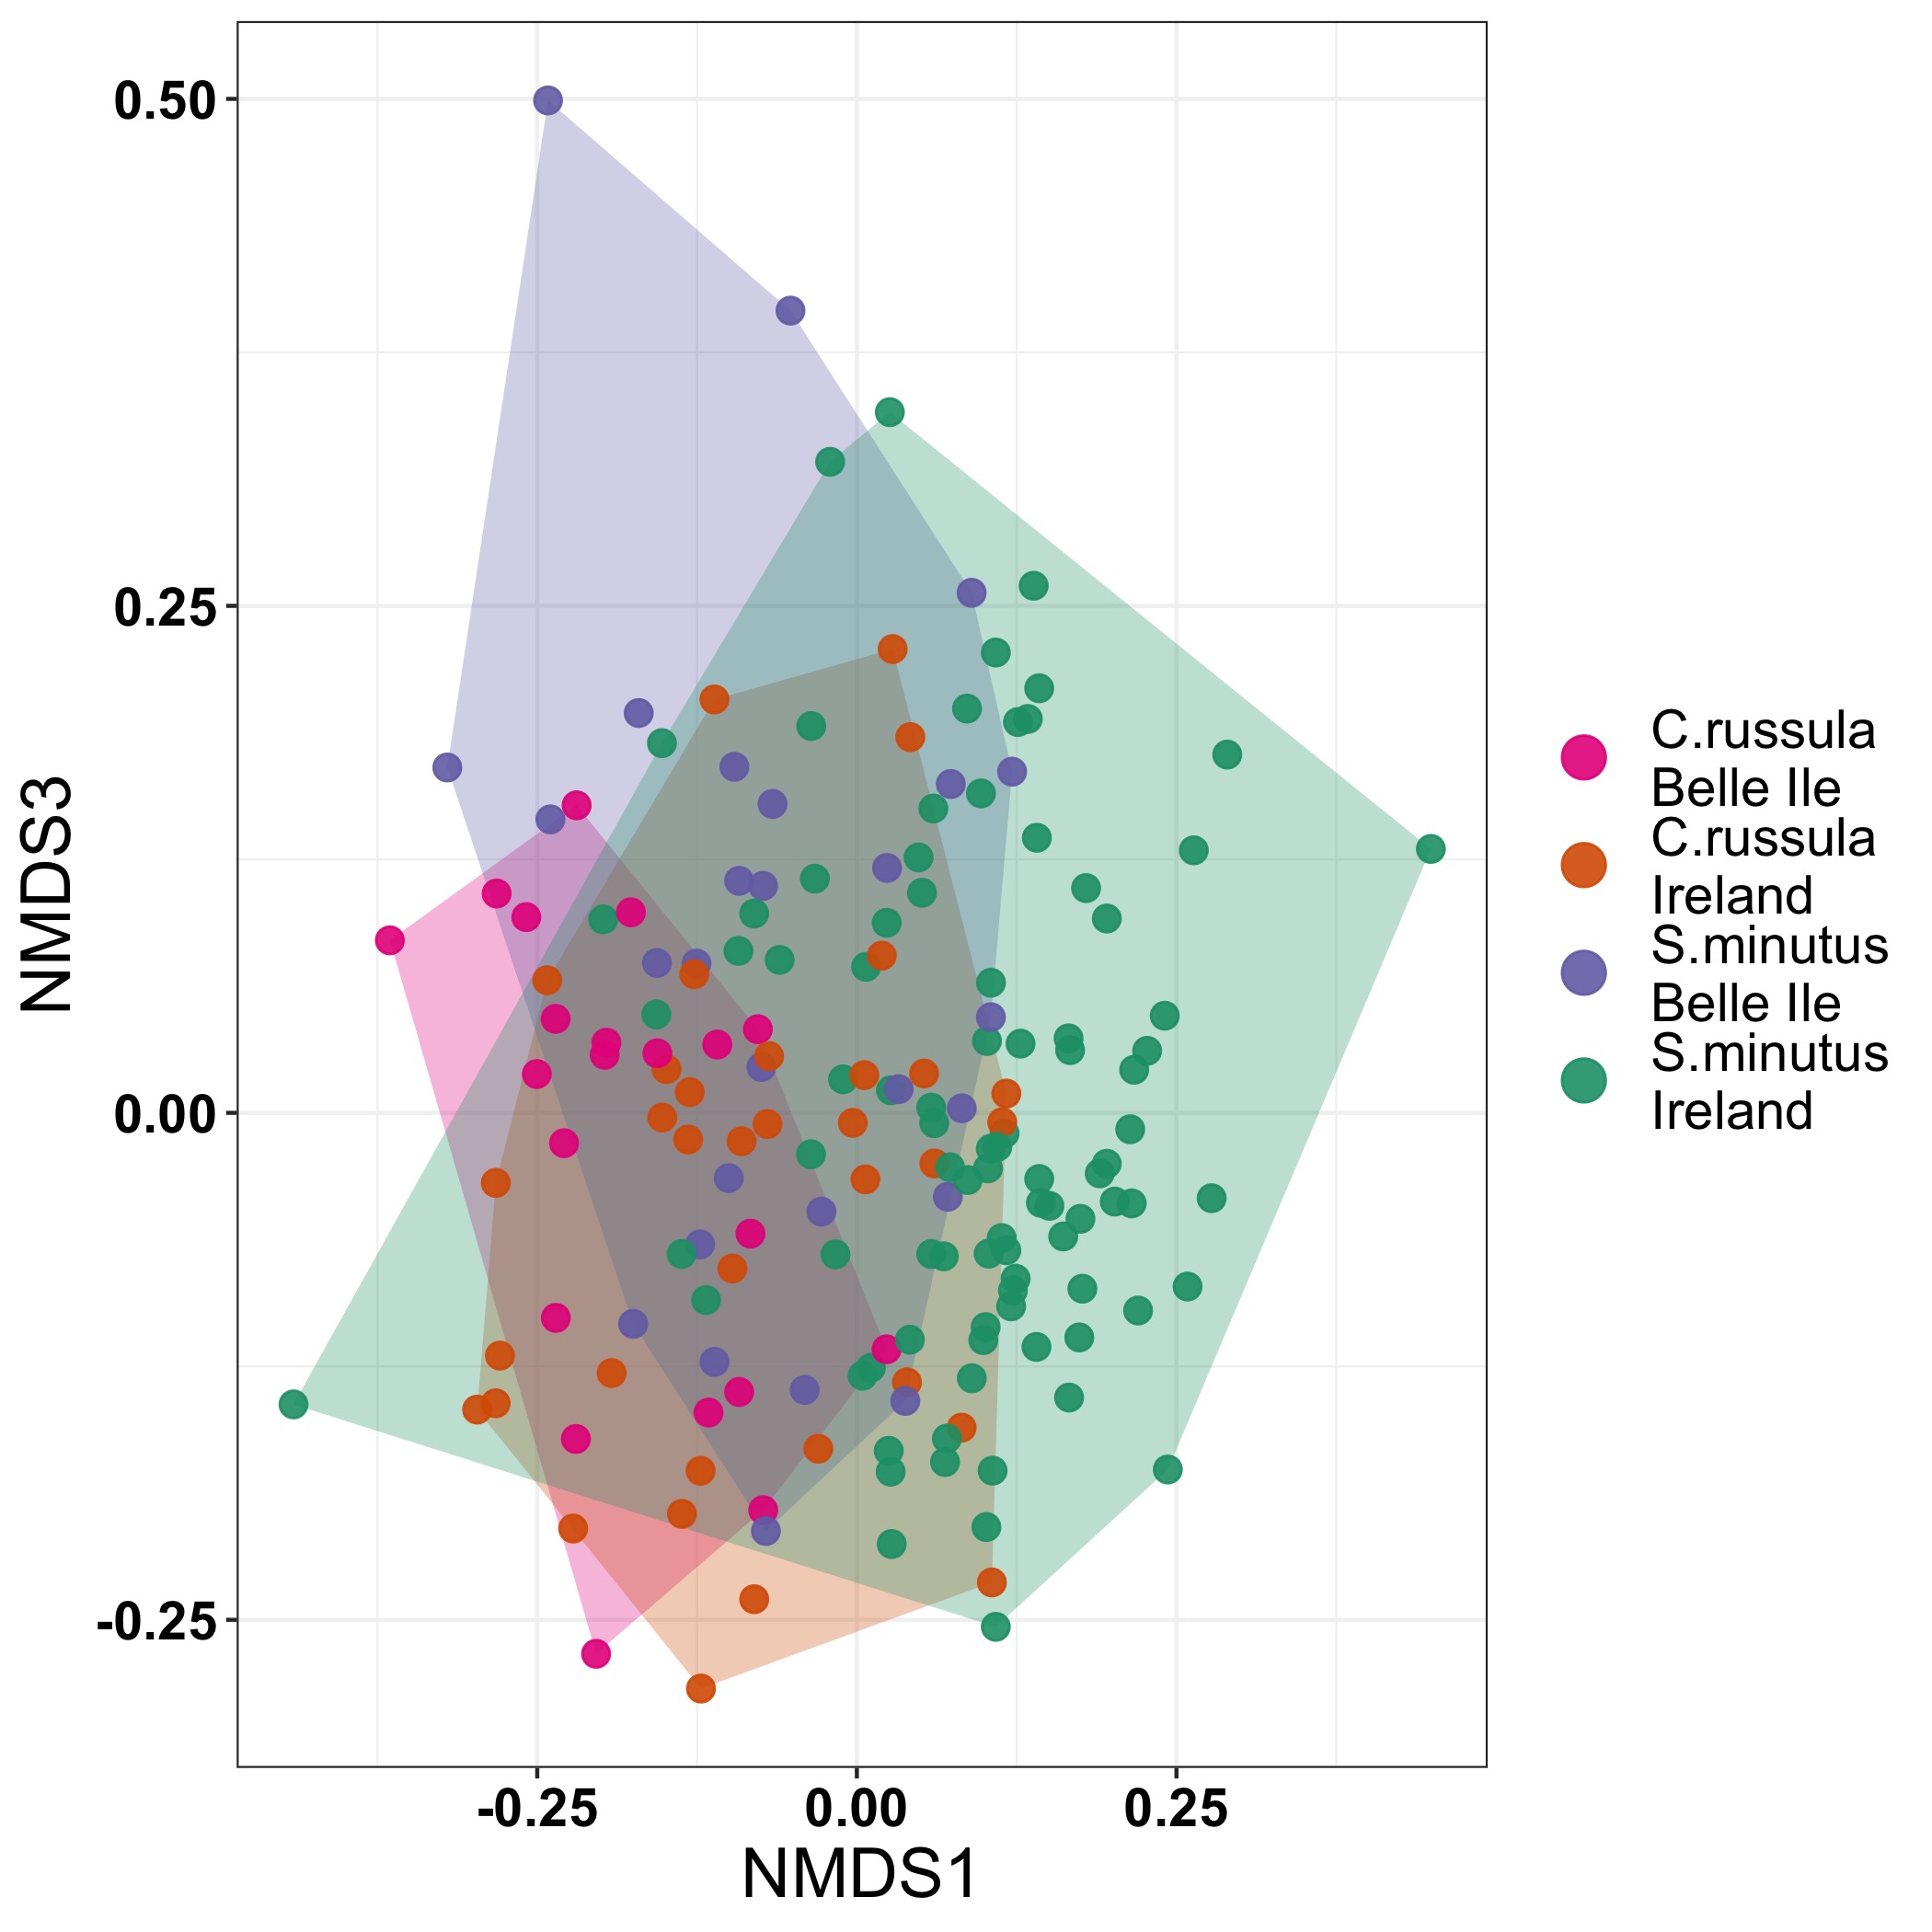 0.50
0.25
0.00
-0.25
NMDS3
-0.25 0.00 0.25
NMDS1
C.russula
Belle Ile
C.russula
Ireland
S.minutus
Belle Ile
S.minutus
Ireland